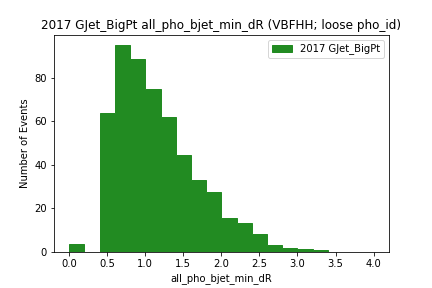 2017 GJet_BigPt all_pho_bjet_min_dR (VBFHH; loose pho_id)
2017 GJet_BigPt
Number of Events
80
60
40
20
0
0.0 0.5 1.0 1.5 2.0 2.5 3.0 3.5 4.0
all_pho_bjet_min_dR